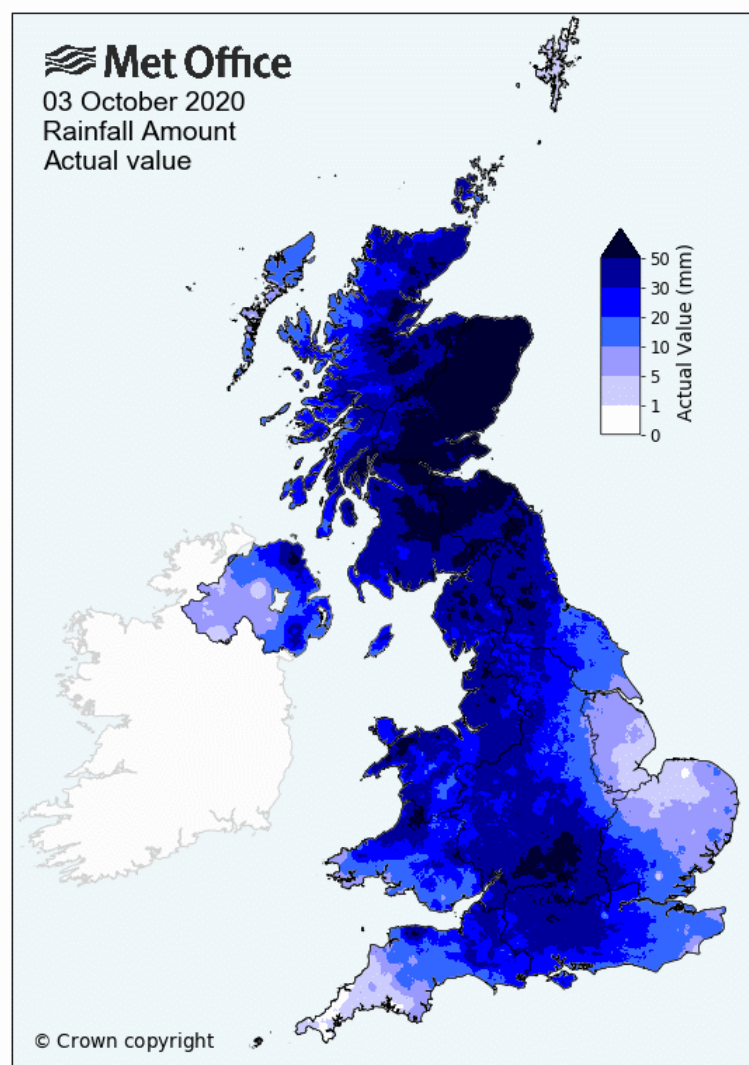 Met Office
03 October 2020
Rainfall Amount
Actual value
50
30
20
10
5
1
0
Actual Value (mm)
© Crown copyright